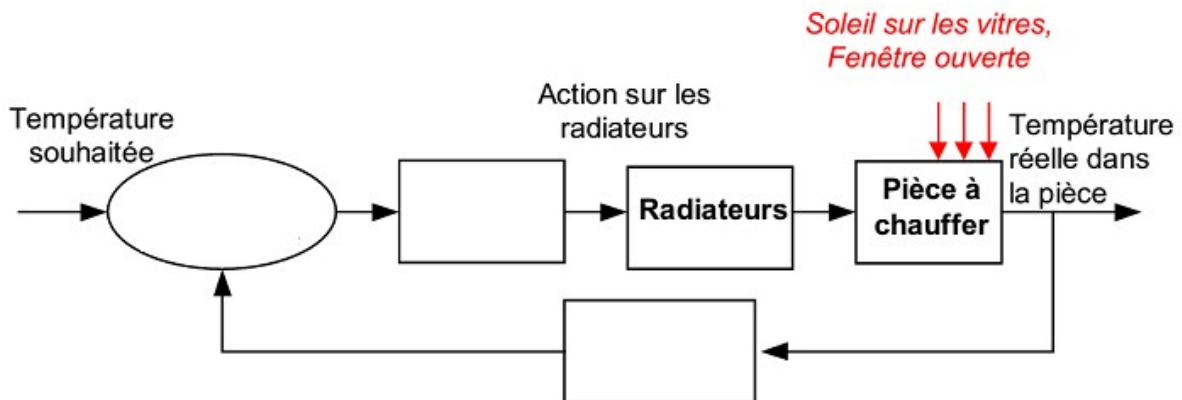 Soleil sur les vitres,
Fenêtre ouverte
Action sur les
radiateurs
Température
souhaitée
Température
réelle dans
la pièce
Radiateurs
Pièce à
chauffer